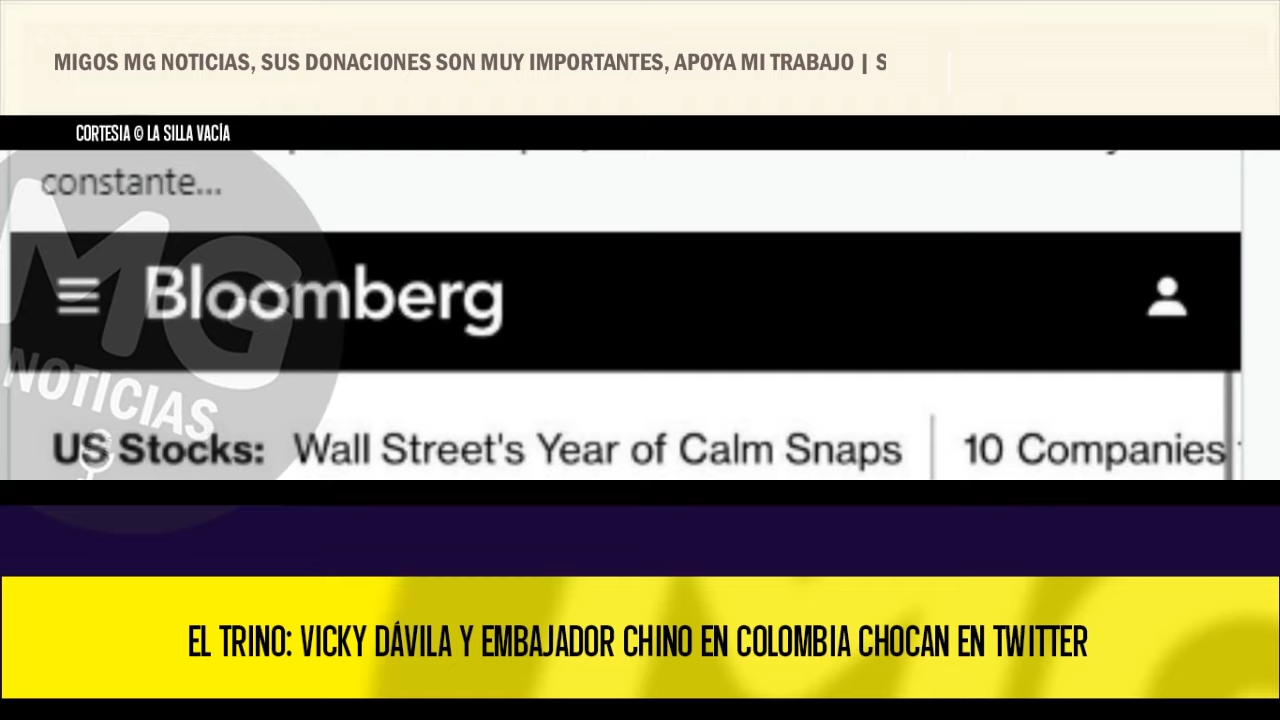 MIGOS MG NOTICIAS, SUS DONACIONES SON MUY IMPORTANTES, APOYA MI TRABAJO | S
CORTESIA © LA SILLA VACÍA
constante...
Bloomberg
MG
NOTICIAS
US Stocks: Wall Street's Year of Calm Snaps | 10 Companies
EL TRINO: VICKY DÁVILA Y EMBAJADOR CHINO EN COLOMBIA CHOCAN EN TWITTER